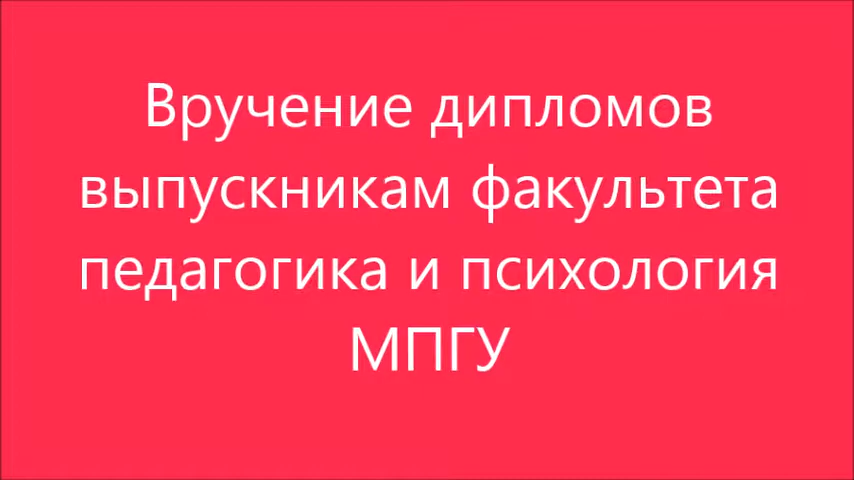 Вручение дипломов
выпускникам факультета
педагогика и психология
МПГУ